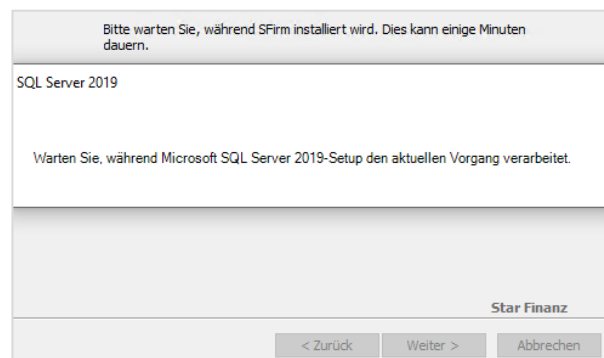 Bitte warten Sie, während SFirm installiert wird. Dies kann einige Minuten
dauern.
SQL Server 2019
Warten Sie, während Microsoft SQL Server 2019-Setup den aktuellen Vorgang verarbeitet.
Star Finanz
< Zurück Weiter > Abbrechen